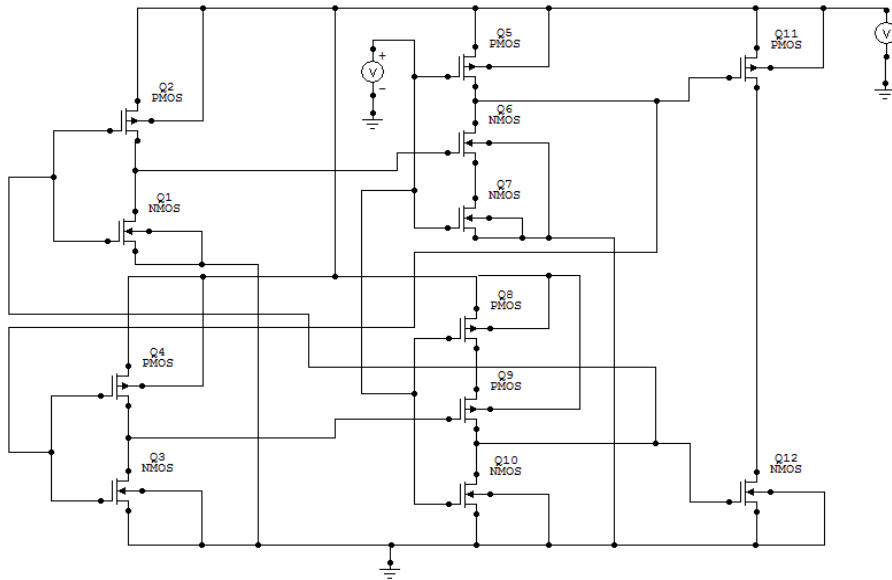 Q5
PMOS
Q11
PMOS
V
+
V
-
Q2
PMOS
Q6
NMOS
Q7
NMOS
Q1
NMOS
Q8
PMOS
Q4
PMOS
Q9
PMOS
Q3
NMOS
Q10
NMOS
Q12
NMOS